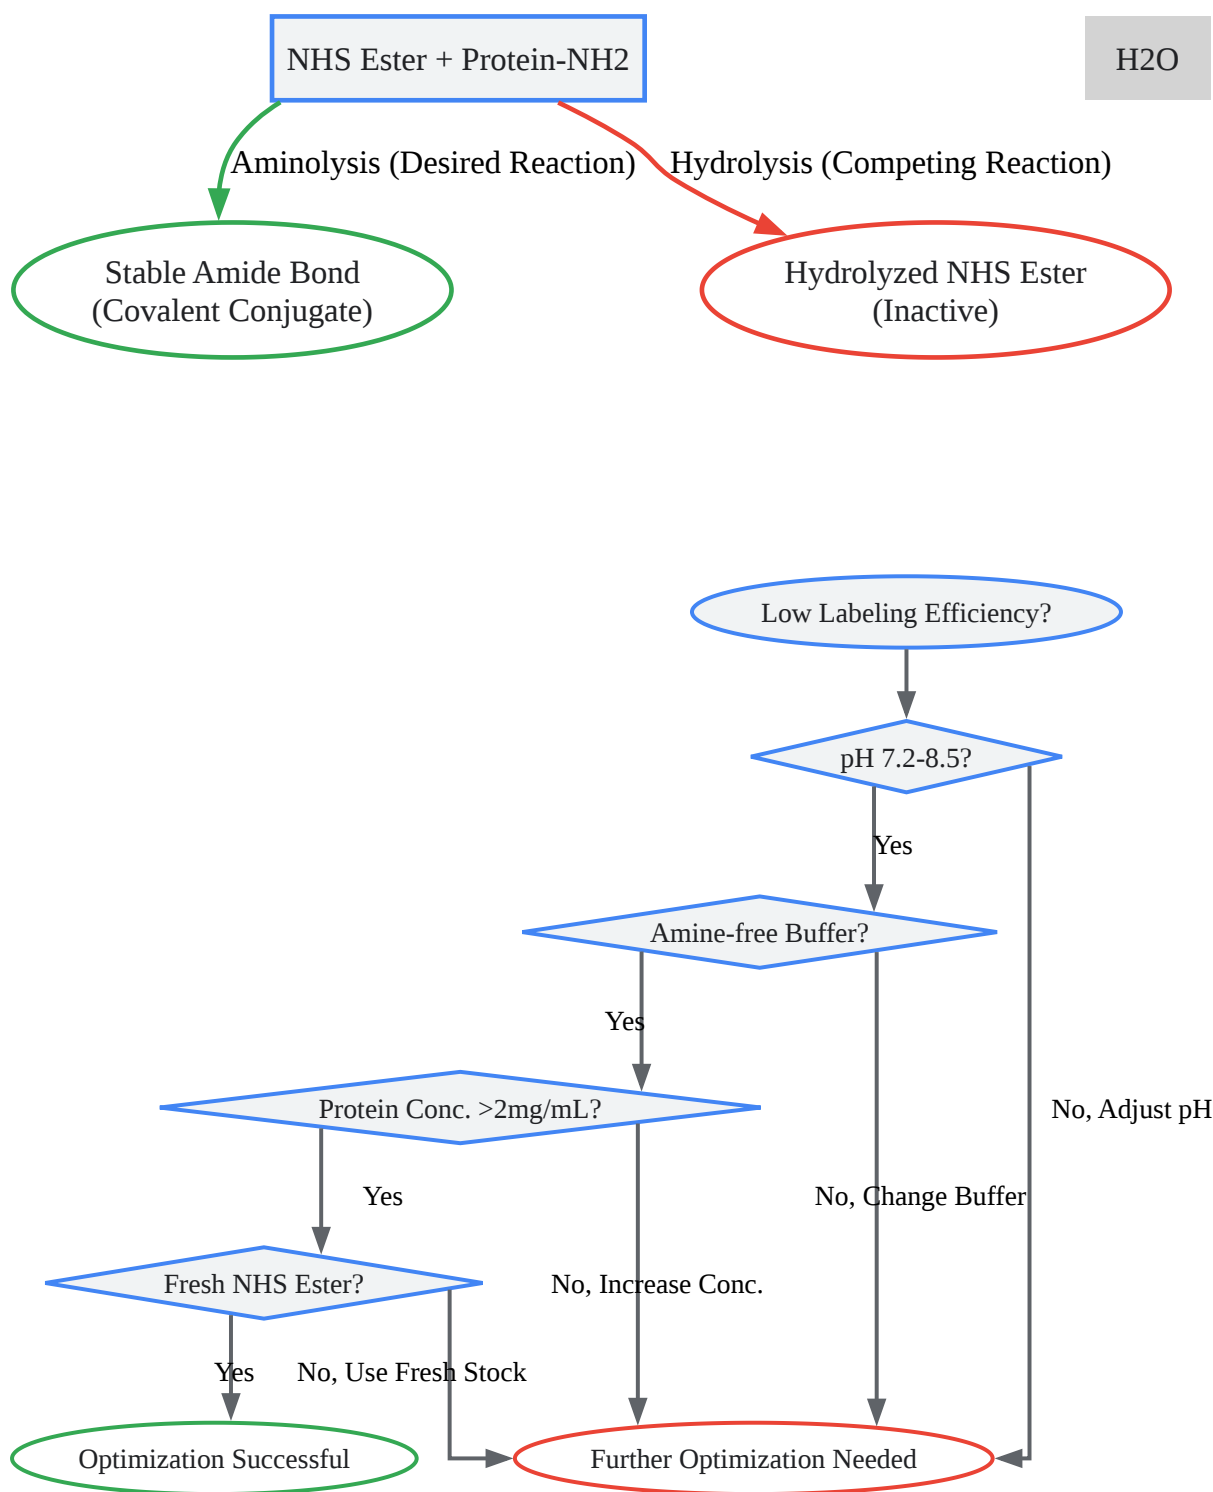 NHS Ester + Protein-NH2
H2O
Aminolysis (Desired Reaction)
Hydrolysis (Competing Reaction)
Stable Amide Bond
(Covalent Conjugate)
Hydrolyzed NHS Ester
(Inactive)
Low Labeling Efficiency?
pH 7.2-8.5?
Yes
Amine-free Buffer?
Yes
Protein Conc. >2mg/mL?
No, Adjust pH
Yes
No, Change Buffer
Fresh NHS Ester?
No, Increase Conc.
Yes
No, Use Fresh Stock
Optimization Successful
Further Optimization Needed